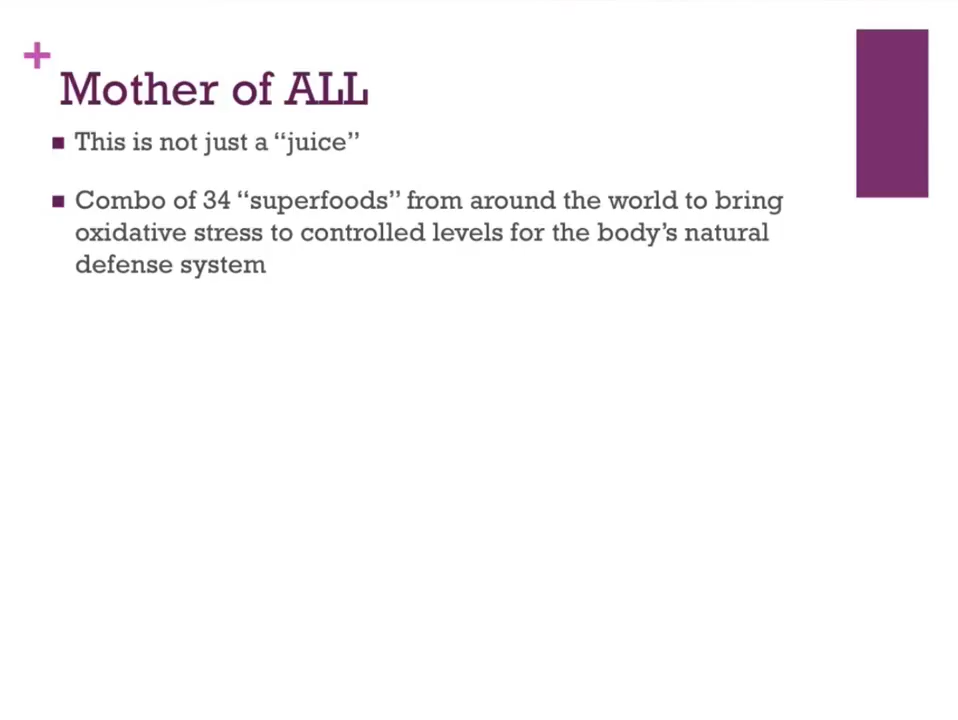 +
Mother of ALL
■ This is not just a “juice”
■ Combo of 34 “superfoods” from around the world to bring
oxidative stress to controlled levels for the body’s natural
defense system